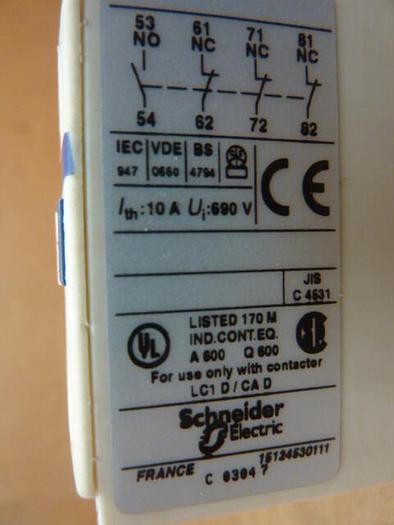 53 61 71 81
NO NC NC NC
54 62 72 82
IEC VDE BS
947 0660 4794
Ith:10 A Ui:690 V
CE
JIS
C 4531
UL
LISTED 170 M
IND.CONT.EQ.
A 600 Q 600
For use only with contactor
LC1 D / CA D
Schneider
Electric
FRANCE 15124530111
C 0304 7